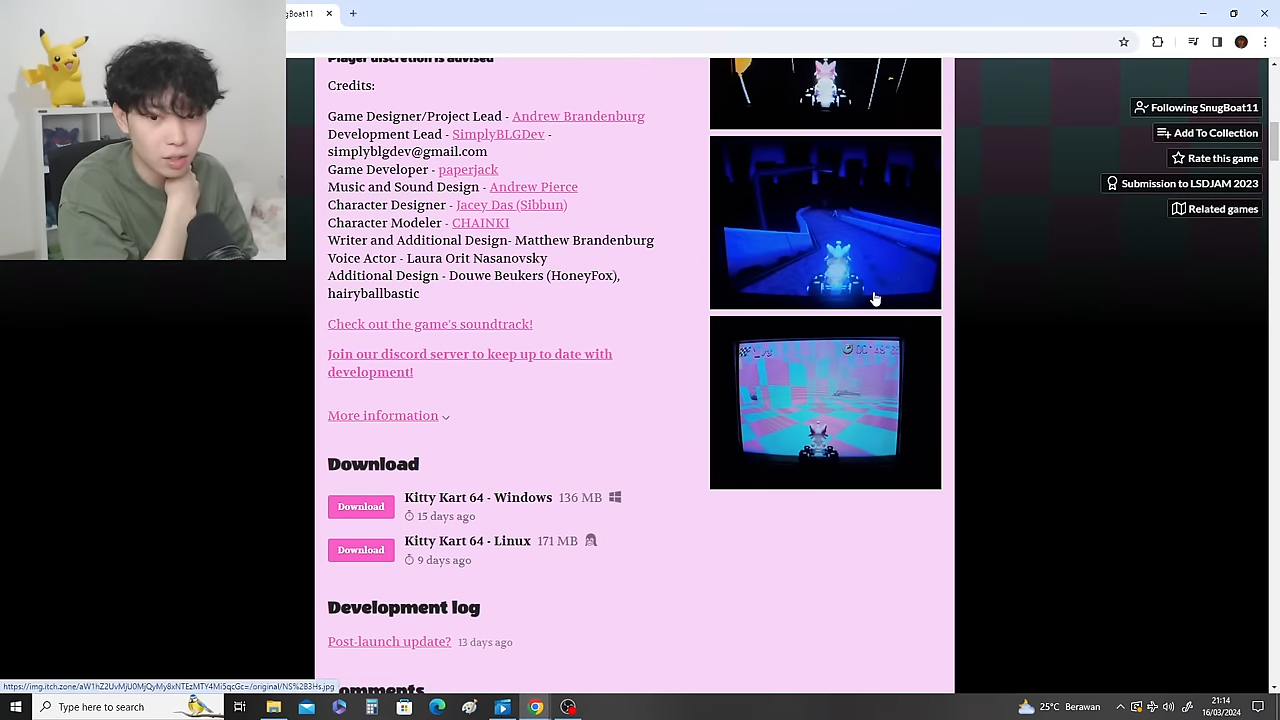 gBoat11
Player discretion is advised
Credits:
Game Designer/Project Lead - Andrew Brandenburg
Development Lead - SimplyBLGDev -
simplyblgdev@gmail.com
Game Developer - paperjack
Music and Sound Design - Andrew Pierce
Character Designer - Jacey Das (Sibbun)
Character Modeler - CHAINKI
Writer and Additional Design- Matthew Brandenburg
Voice Actor - Laura Orit Nasanovsky
Additional Design - Douwe Beukers (HoneyFox),
hairyballbastic
Check out the game's soundtrack!
Join our discord server to keep up to date with
development!
More information
Download
Download Kitty Kart 64 - Windows 136 MB
15 days ago
Download Kitty Kart 64 - Linux 171 MB
9 days ago
Development log
Post-launch update? 13 days ago
Comments
Following SnugBoat11
Add To Collection
Rate this game
Submission to LSDJAM 2023
Related games
Type here to search
25°C Berawan
21:14
16/03/2024